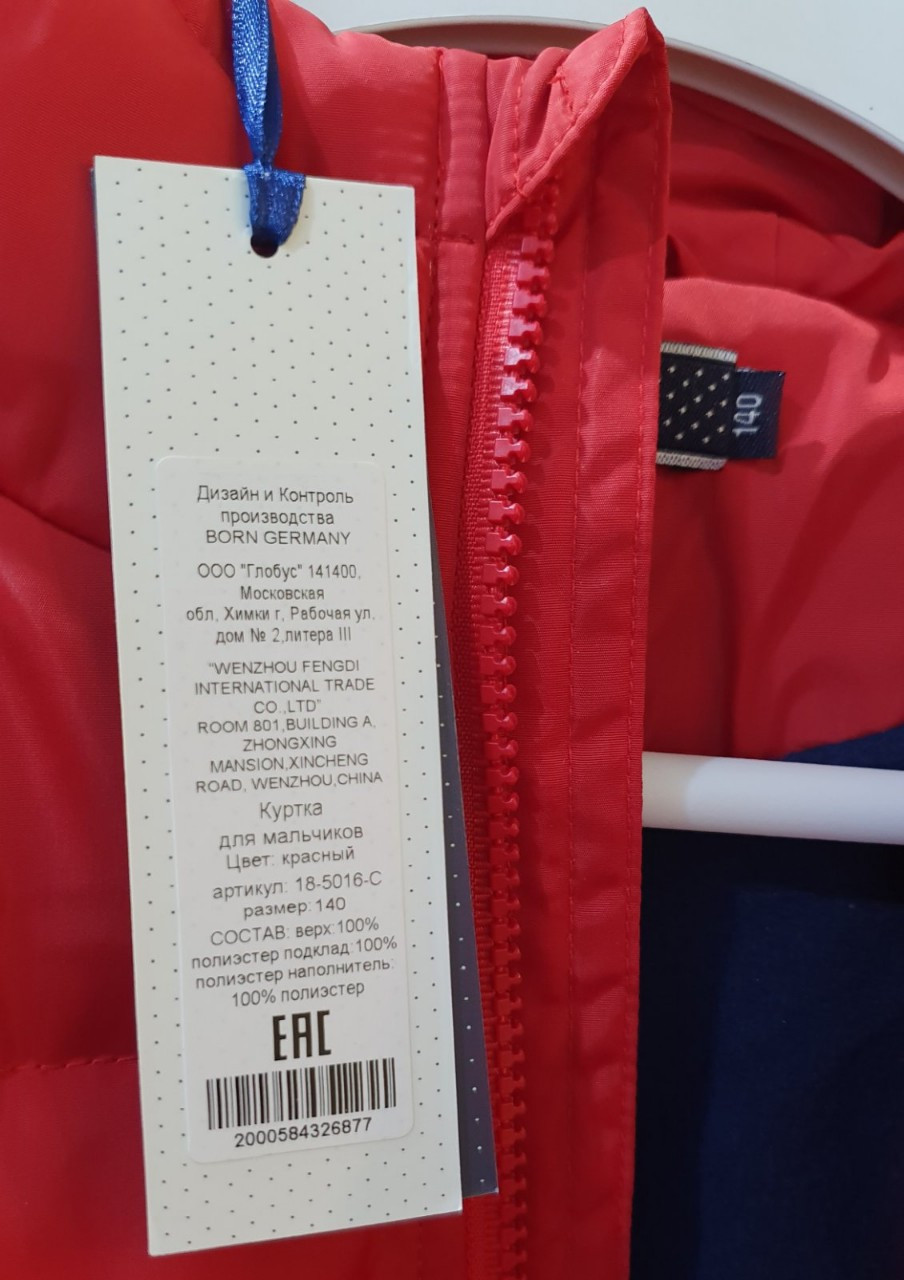 Дизайн и Контроль
производства
BORN GERMANY
ООО "Глобус" 141400,
Московская
обл, Химки г, Рабочая ул,
дом № 2,литера III
"WENZHOU FENGDI
INTERNATIONAL TRADE
CO.,LTD"
ROOM 801,BUILDING A,
ZHONGXING
MANSION,XINCHENG
ROAD, WENZHOU,CHINA
Куртка
для мальчиков
Цвет: красный
артикул: 18-5016-С
размер:140
СОСТАВ: верх:100%
полиэстер подклад:100%
полиэстер наполнитель:
100% полиэстер
EAC
2000584326877
140